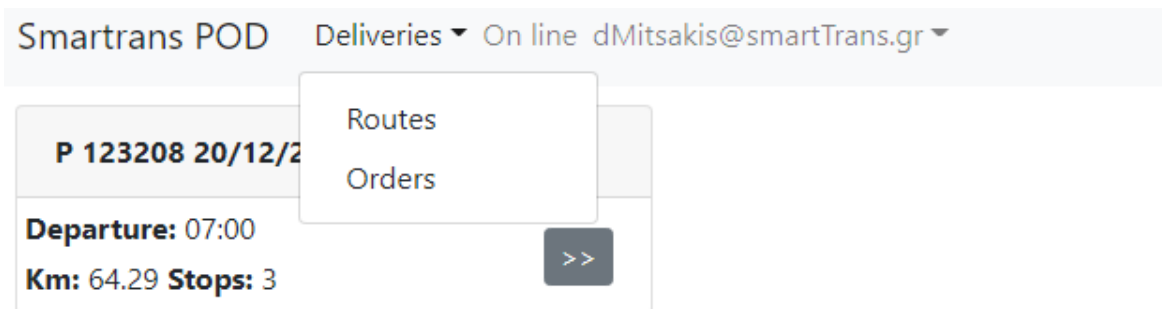 Smartrans POD Deliveries On line dMitsakis@smartTrans.gr
Routes
Orders
P 123208 20/12/2
Departure: 07:00
Km: 64.29 Stops: 3
>>